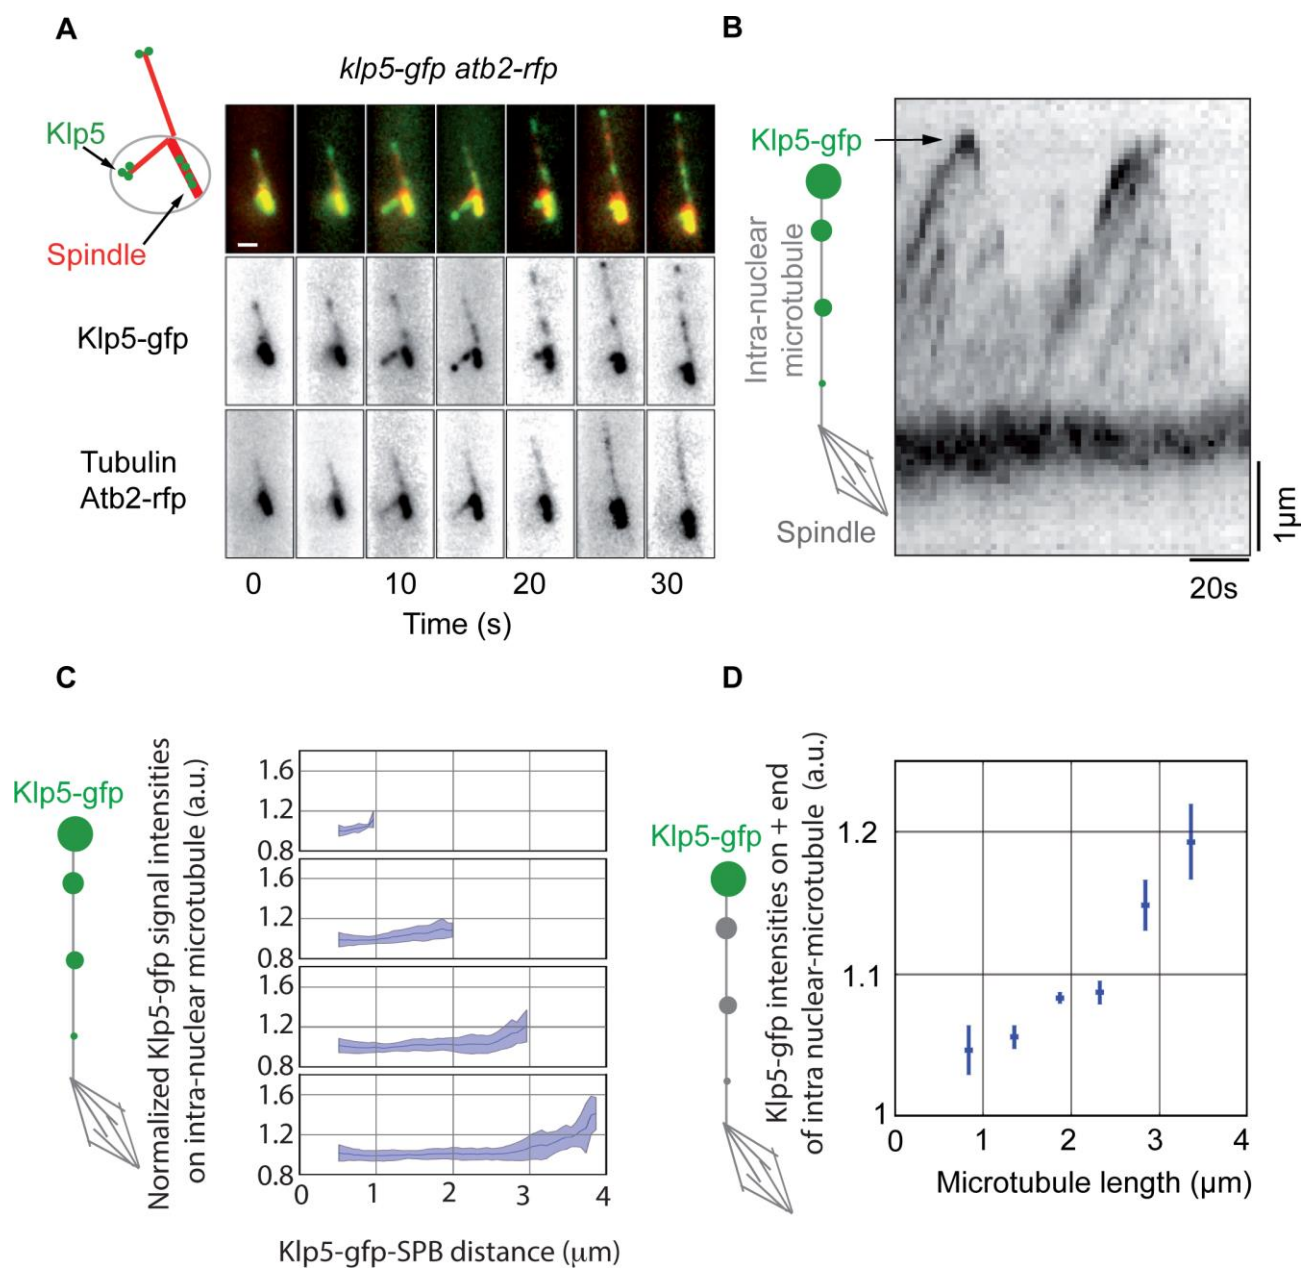 A
klp5-gfp atb2-rfp
Klp5
Spindle
Klp5-gfp
Tubulin
Atb2-rfp
0 10 20 30
Time (s)
B
Klp5-gfp
Intra-nuclear
microtubule
Spindle
1µm
20s
C
Klp5-gfp
Normalized Klp5-gfp signal intensities
on intra-nuclear microtubule (a.u.)
1.6
1.2
0.8
1.6
1.2
0.8
1.6
1.2
0.8
1.6
1.2
0.8
0 1 2 3 4
Klp5-gfp-SPB distance (µm)
D
Klp5-gfp
Klp5-gfp intensities on + end
of intra nuclear-microtubule (a.u.)
1.2
1.1
1
0 1 2 3 4
Microtubule length (µm)